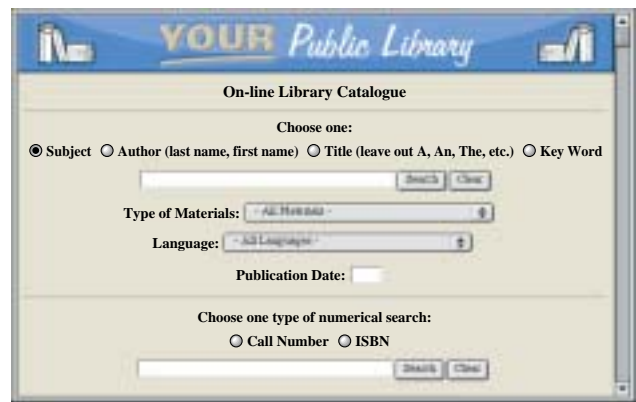 YOUR Public Library
On-line Library Catalogue
Choose one:
Subject Author (last name, first name) Title (leave out A, An, The, etc.) Key Word
Search Clear
Type of Materials: - All Materials -
Language: - All Languages -
Publication Date:
Choose one type of numerical search:
Call Number ISBN
Search Clear